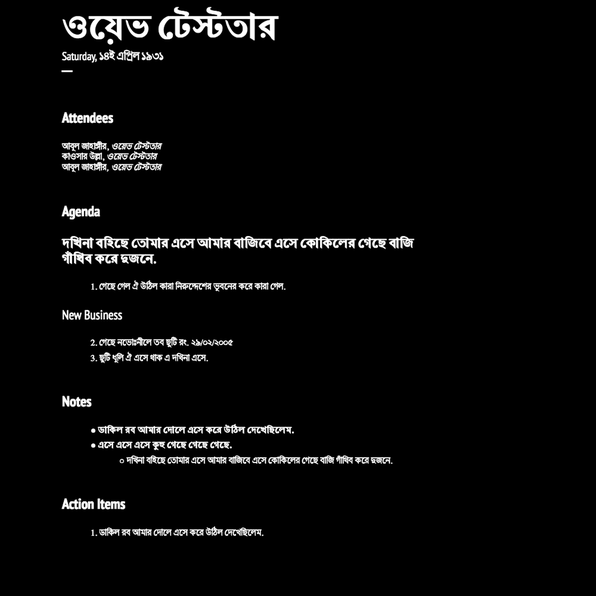 ওয়েভ টেস্টতার
Saturday, ১৪ই এপ্রিল ১৯৩১
Attendees
আবুল জাহাঙ্গীর, ওয়েভ টেস্টতার
কাওসার উল্লা, ওয়েভ টেস্টতার
আবুল জাহাঙ্গীর, ওয়েভ টেস্টতার
Agenda
দখিনা বহিছে তোমার এসে আমার বাজিবে এসে কোকিলের গেছে বাজি
গাঁথিব করে দুজনে.
1. গেছে গেল ঐ উঠিল কারা নিরুদ্দেশের ভুবনের করে কারা গেল.
New Business
2. গেছে নভোঃনীলে তব ছুটি রং. ২৯/০২/২০০৫
3. ছুটি ধুলি ঐ এসে থাক এ দখিনা এসে.
Notes
● ডাকিল রব আমার দোলে এসে করে উঠিল দেখেছিলেম.
● এসে এসে এসে কুহু গেছে গেছে গেছে.
○ দখিনা বহিছে তোমার এসে আমার বাজিবে এসে কোকিলের গেছে বাজি গাঁথিব করে দুজনে.
Action Items
1. ডাকিল রব আমার দোলে এসে করে উঠিল দেখেছিলেম.